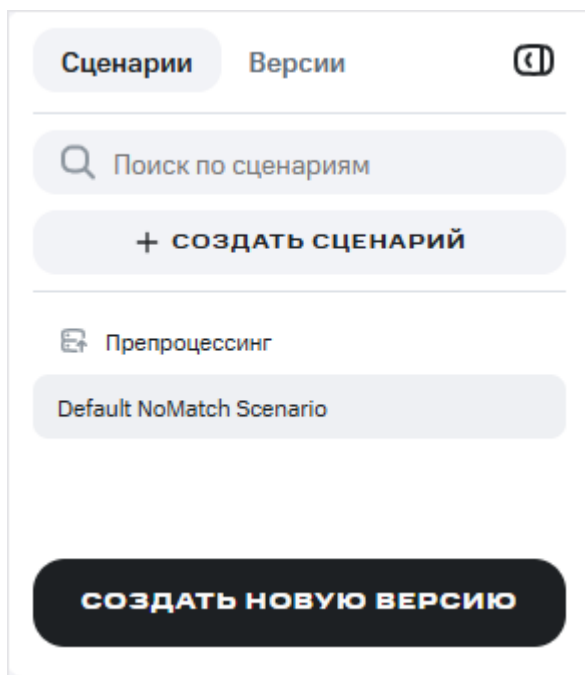 Сценарии Версии
Поиск по сценариям
+ СОЗДАТЬ СЦЕНАРИЙ
Препроцессинг
Default NoMatch Scenario
СОЗДАТЬ НОВУЮ ВЕРСИЮ